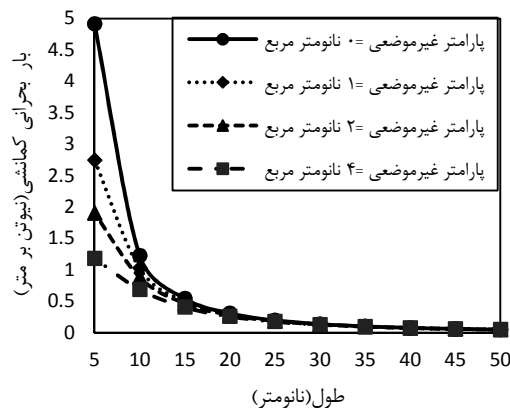 5
4.5
4
3.5
3
2.5
2
1.5
1
0.5
0
بار بحرانی کمانشی(نیوتن بر متر)
پارامتر غیرموضعی =۰ نانومتر مربع
پارامتر غیرموضعی =۱ نانومتر مربع
پارامتر غیرموضعی =۲ نانومتر مربع
پارامتر غیرموضعی =۴ نانومتر مربع
5 10 15 20 25 30 35 40 45 50
طول(نانومتر)